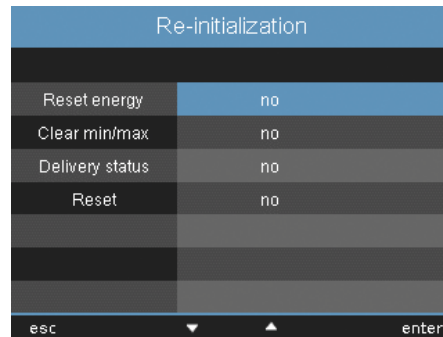 Re-initialization
Reset energy no
Clear min/max no
Delivery status no
Reset no
esc enter